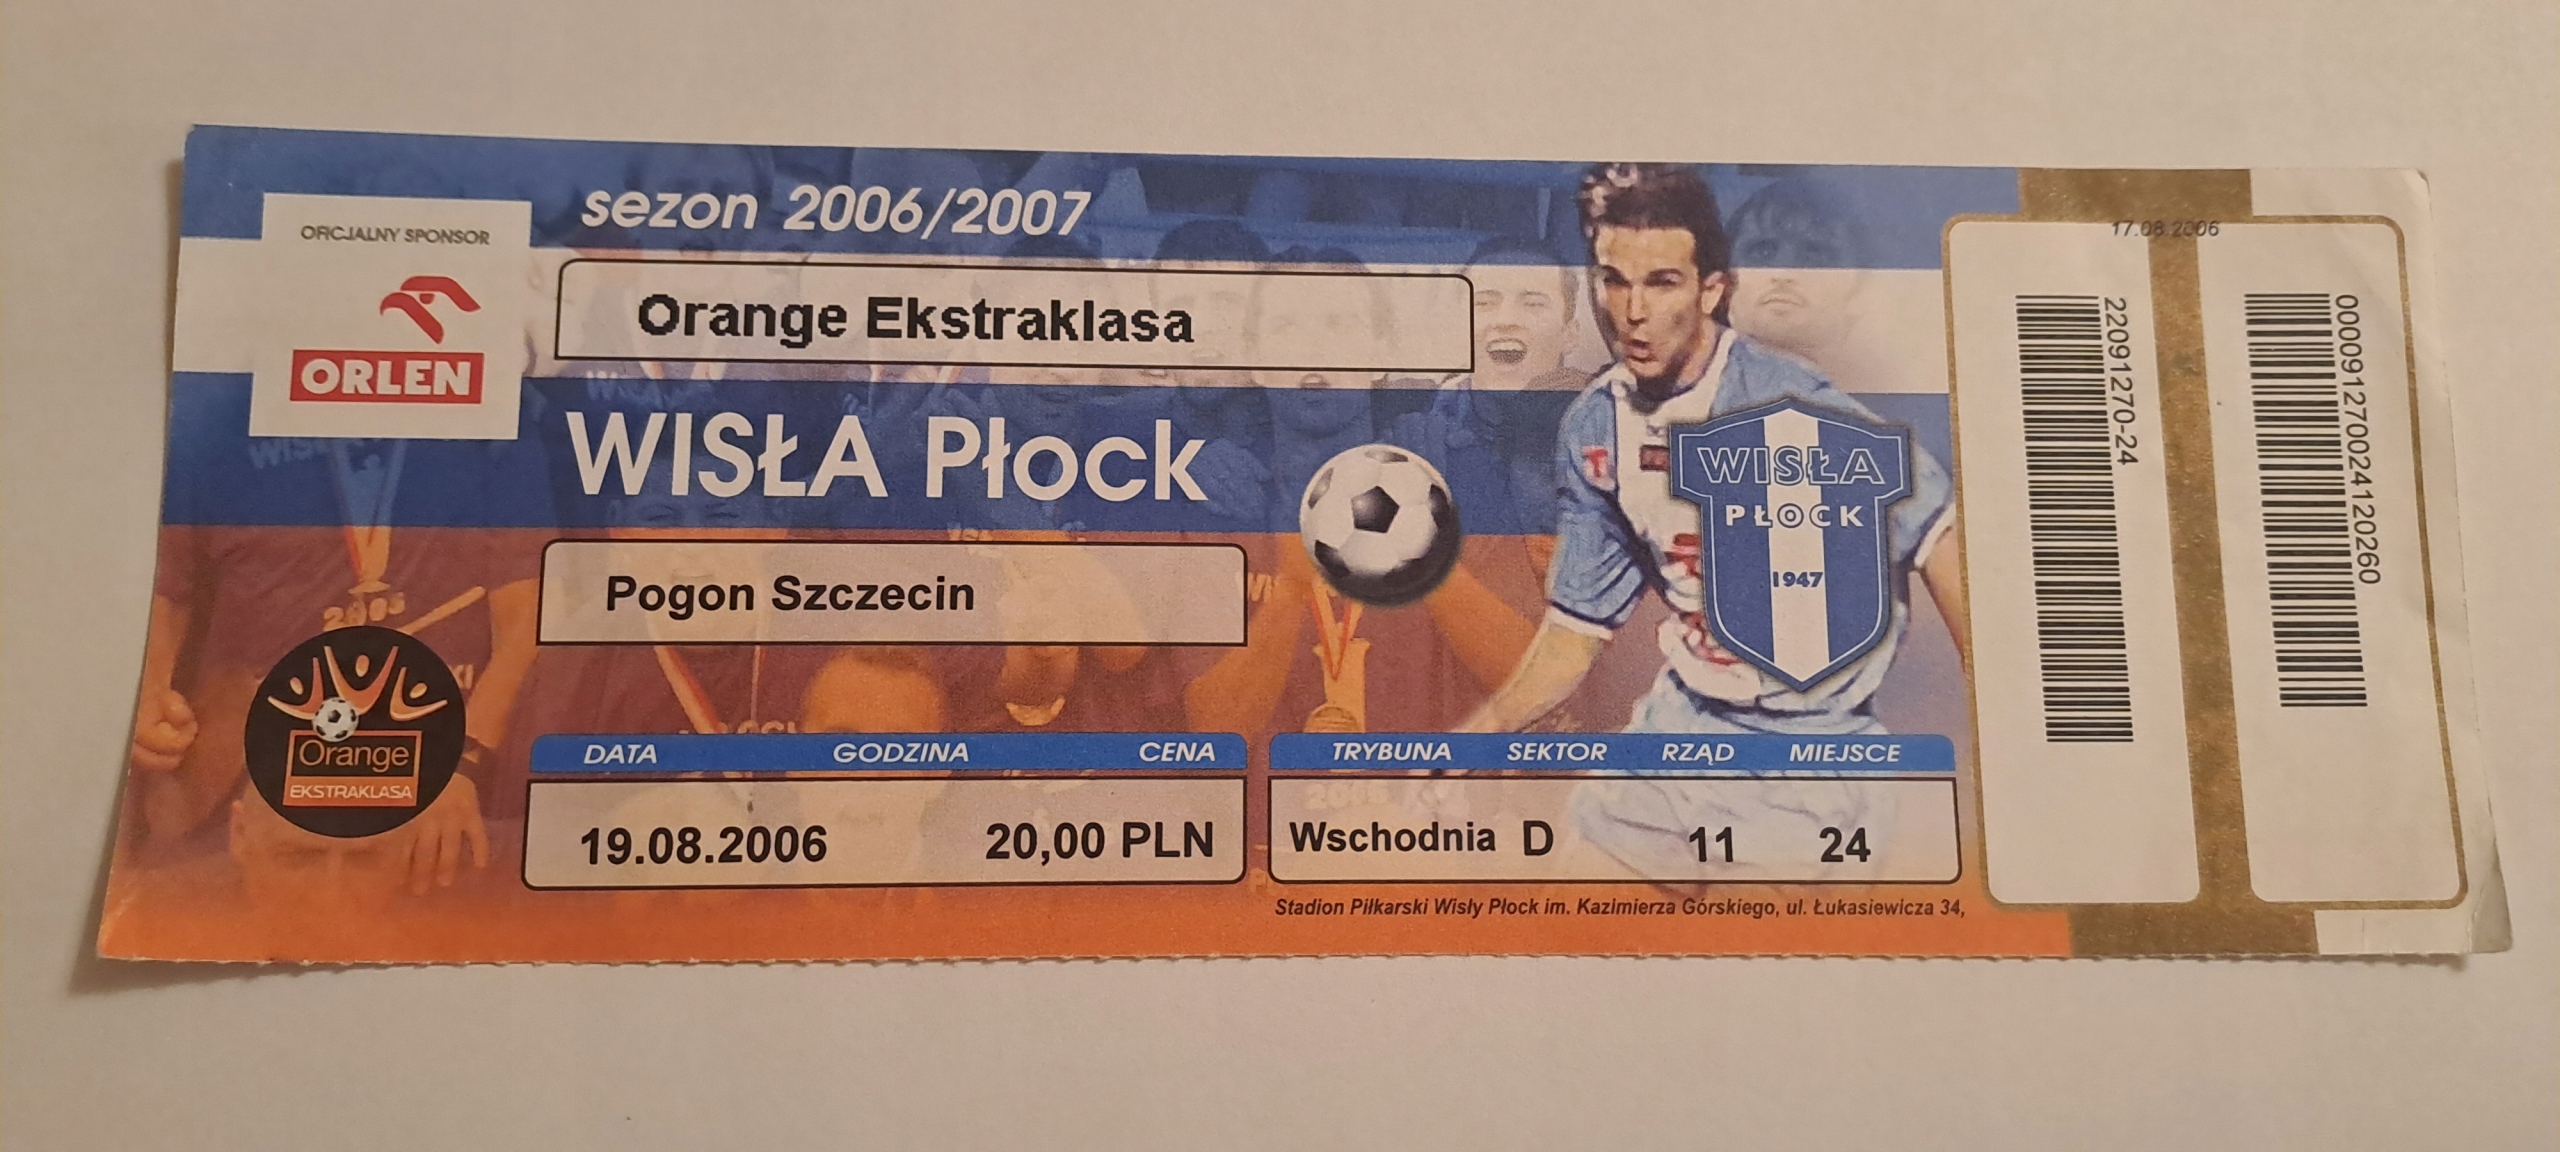 sezon 2006/2007
OFICJALNY SPONSOR
ORLEN
Orange Ekstraklasa
WISŁA Płock
Pogon Szczecin
WISŁA
PŁOCK
1947
Orange
EKSTRAKLASA
DATA GODZINA CENA
19.08.2006 20,00 PLN
TRYBUNA SEKTOR RZĄD MIEJSCE
Wschodnia D 11 24
Stadion Piłkarski Wisły Płock im. Kazimierza Górskiego, ul. Łukasiewicza 34,
17.08.2006
22091270-24
000091270024120260
2005